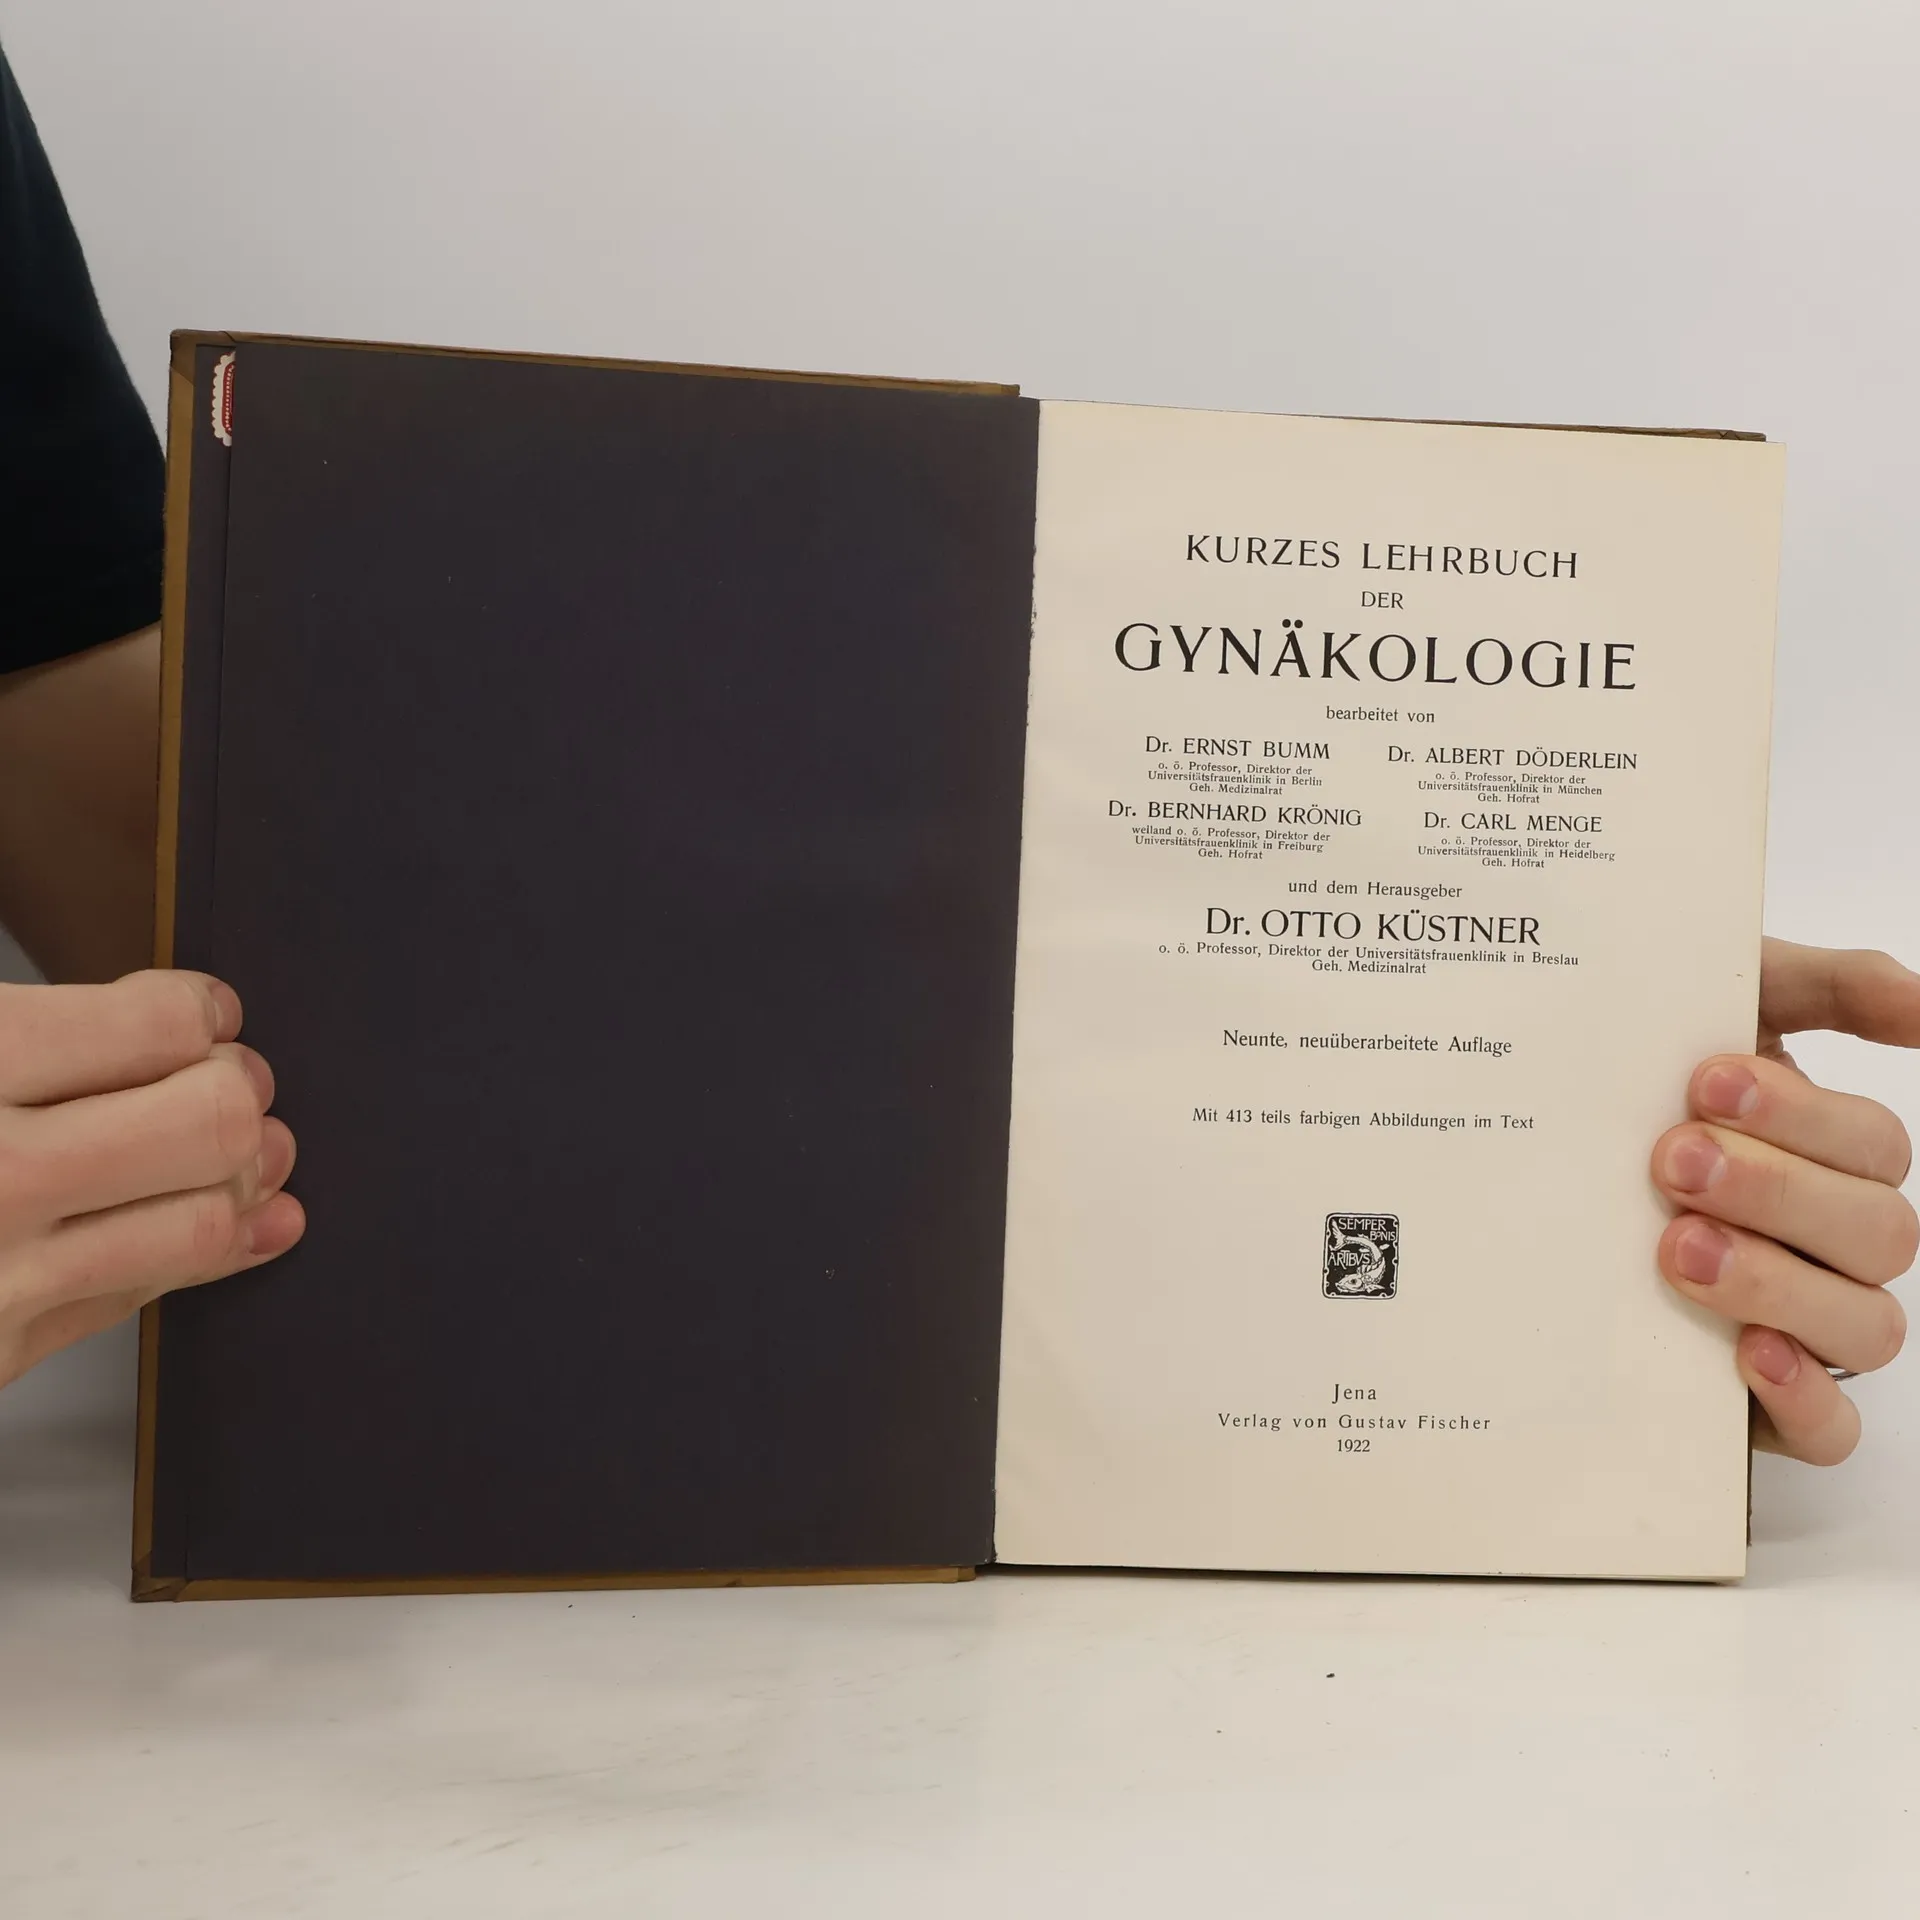 KURZES LEHRBUCH
DER
GYNÄKOLOGIE
bearbeitet von
Dr. ERNST BUMM
o. ö. Professor, Direktor der
Universitätsfrauenklinik in Berlin
Geh. Medizinalrat
Dr. ALBERT DÖDERLEIN
o. ö. Professor, Direktor der
Universitätsfrauenklinik in München
Geh. Hofrat
Dr. BERNHARD KRÖNIG
weiland o. ö. Professor, Direktor der
Universitätsfrauenklinik in Freiburg
Geh. Hofrat
Dr. CARL MENGE
o. ö. Professor, Direktor der
Universitätsfrauenklinik in Heidelberg
Geh. Hofrat
und dem Herausgeber
Dr. OTTO KÜSTNER
o. ö. Professor, Direktor der Universitätsfrauenklinik in Breslau
Geh. Medizinalrat
Neunte, neuüberarbeitete Auflage
Mit 413 teils farbigen Abbildungen im Text
SEMPER
BONIS
ARTIBVS
Jena
Verlag von Gustav Fischer
1922